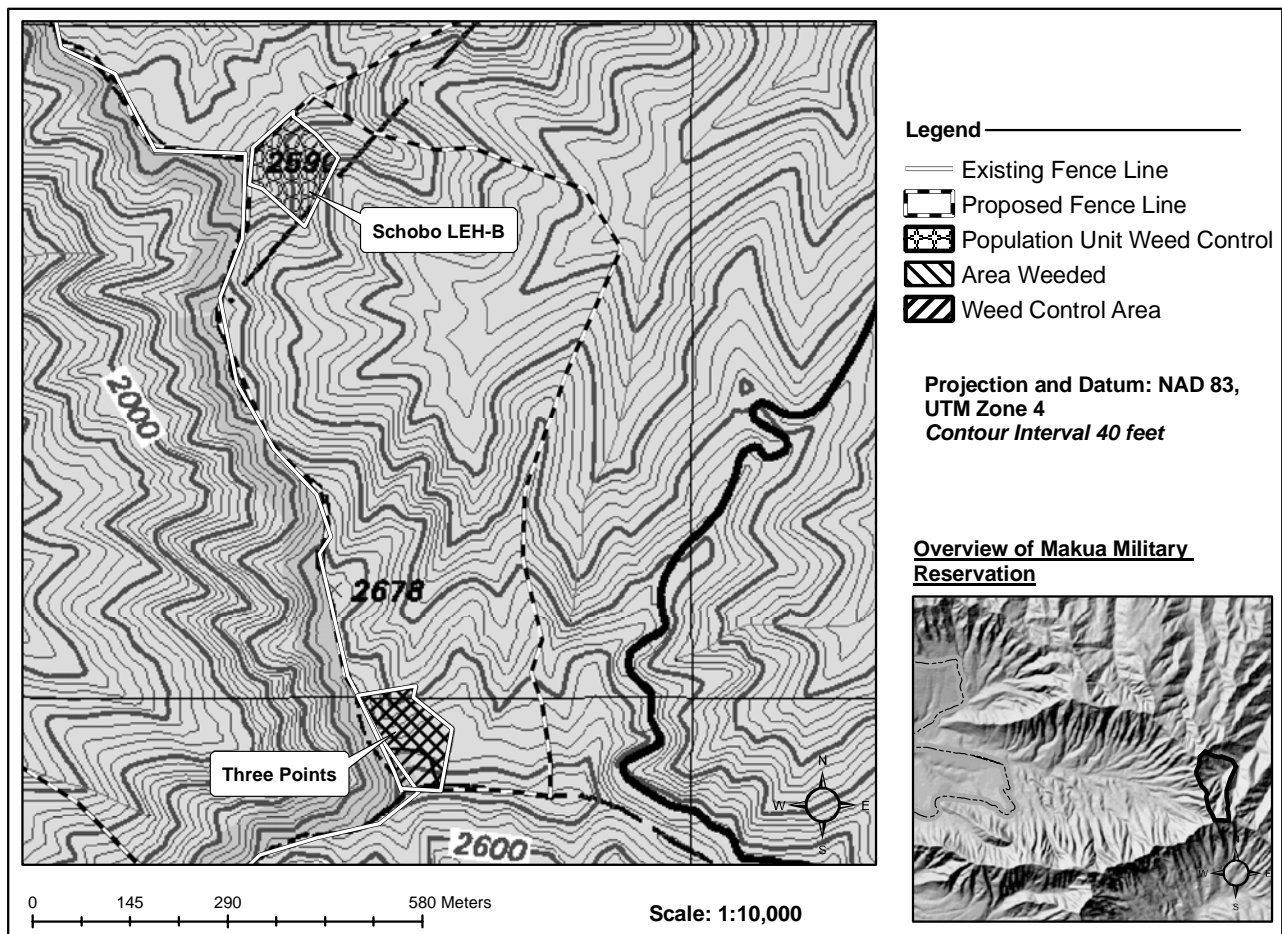 2690
Schobo LEH-B
2000
2678
Three Points
2600
N
W E
S
0 145 290 580 Meters
Scale: 1:10,000
Legend
Existing Fence Line
Proposed Fence Line
Population Unit Weed Control
Area Weeded
Weed Control Area
Projection and Datum: NAD 83,
UTM Zone 4
Contour Interval 40 feet
Overview of Makua Military
Reservation
N
W E
S